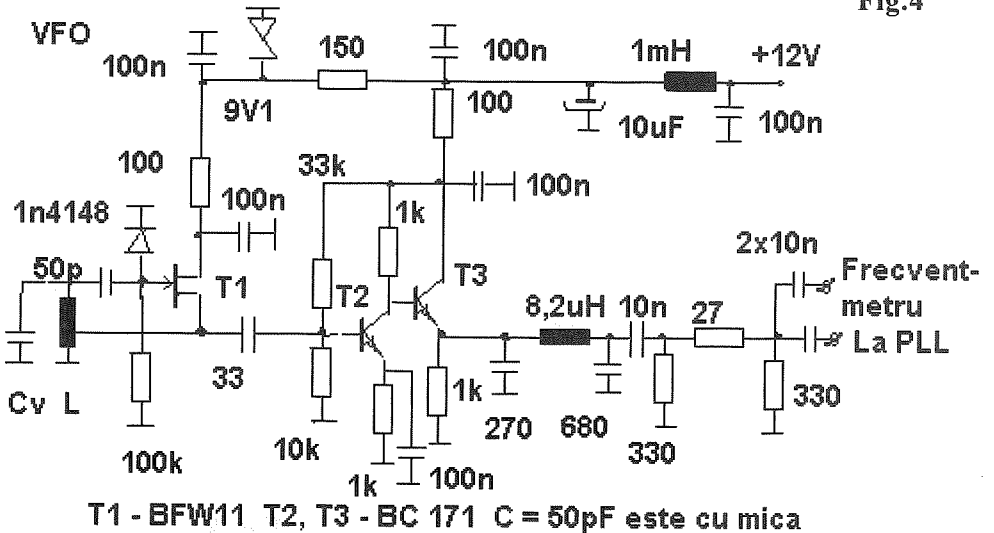 Fig.4
VFO
100n
150
100n
1mH
+12V
9V1
100
10uF
100n
100
33k
100n
1n4148
100n
1k
2x10n
50p
T1
T2
T3
8,2uH
10n
27
Frecvent-
metru
La PLL
33
1k
Cv
L
270
680
330
330
100k
10k
1k
100n
T1 - BFW11 T2, T3 - BC 171 C = 50pF este cu mica